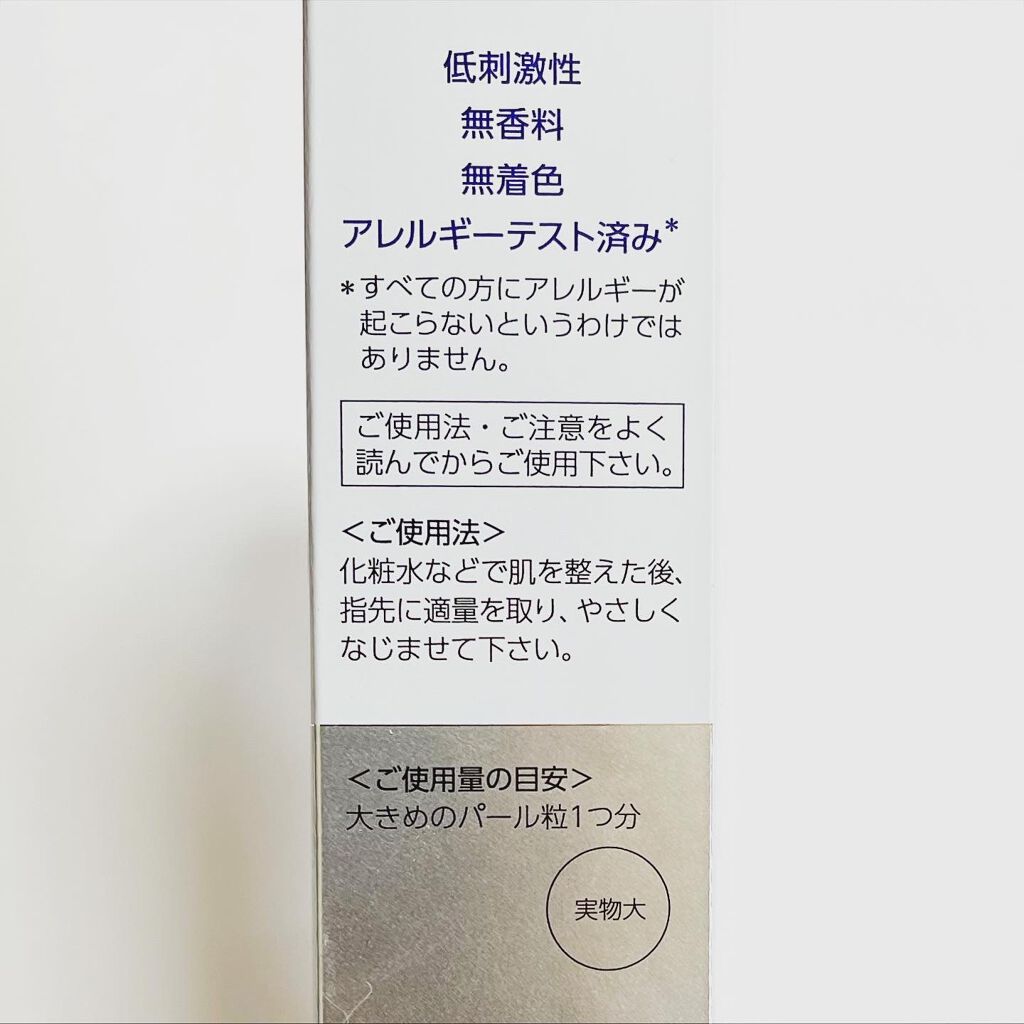 低刺激性
無香料
無着色
アレルギーテスト済み*
*すべての方にアレルギーが
起こらないというわけでは
ありません。
ご使用法・ご注意をよく
読んでからご使用下さい。
＜ご使用法＞
化粧水などで肌を整えた後、
指先に適量を取り、やさしく
なじませて下さい。
＜ご使用量の目安＞
大きめのパール粒1つ分
実物大